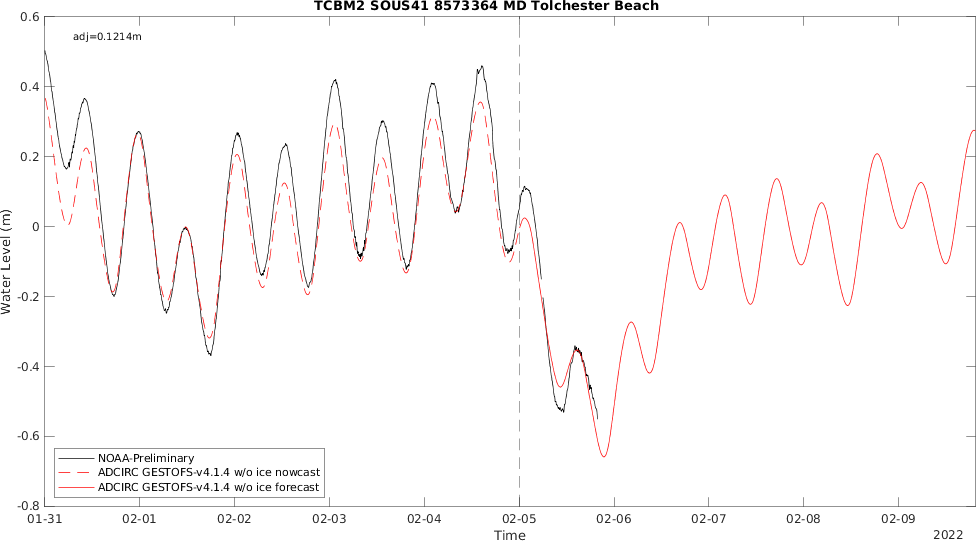 TCBM2 SOUS41 8573364 MD Tolchester Beach
adj=0.1214m
0.6
0.4
0.2
0
-0.2
-0.4
-0.6
-0.8
Water Level (m)
NOAA-Preliminary
ADCIRC GESTOFS-v4.1.4 w/o ice nowcast
ADCIRC GESTOFS-v4.1.4 w/o ice forecast
01-31 02-01 02-02 02-03 02-04 02-05 02-06 02-07 02-08 02-09
Time
2022